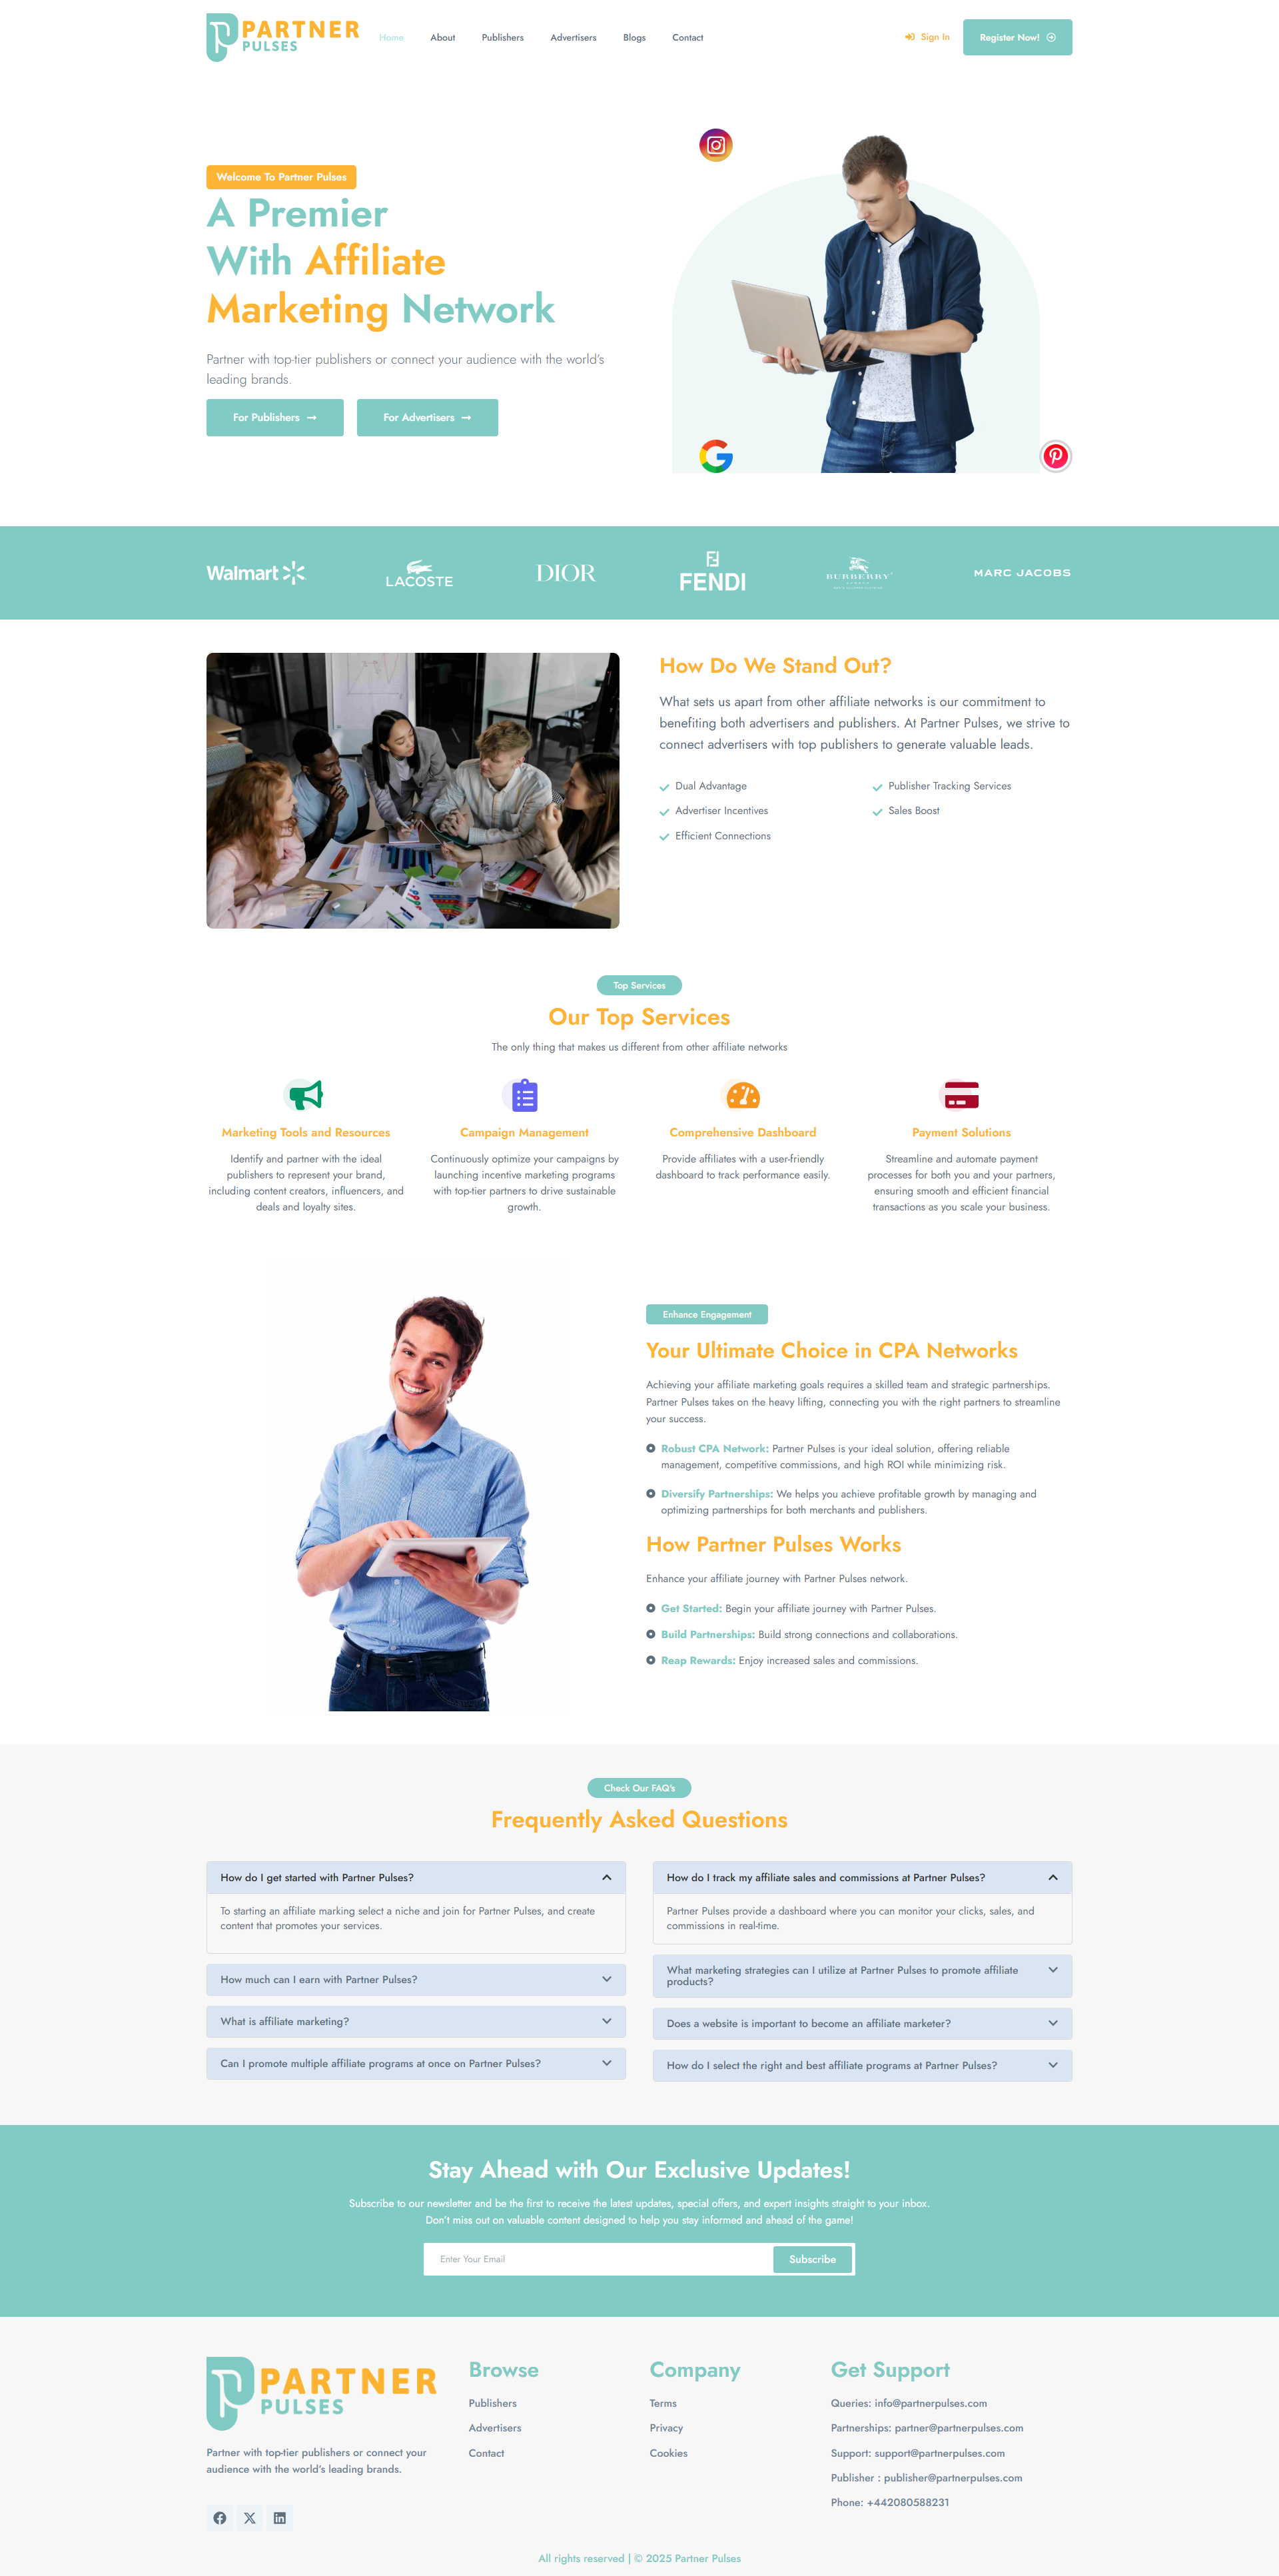 PARTNER
PULSES
Home
About
Publishers
Advertisers
Blogs
Contact
Sign In
Register Now!
Welcome To Partner Pulses
A Premier
With Affiliate
Marketing Network
Partner with top-tier publishers or connect your audience with the world's
leading brands.
For Publishers
For Advertisers
Walmart
LACOSTE
DIOR
FENDI
BURBERRY
MARC JACOBS
How Do We Stand Out?
What sets us apart from other affiliate networks is our commitment to
benefiting both advertisers and publishers. At Partner Pulses, we strive to
connect advertisers with top publishers to generate valuable leads.
Dual Advantage
Publisher Tracking Services
Advertiser Incentives
Sales Boost
Efficient Connections
Top Services
Our Top Services
The only thing that makes us different from other affiliate networks
Marketing Tools and Resources
Identify and partner with the ideal
publishers to represent your brand,
including content creators, influencers, and
deals and loyalty sites.
Campaign Management
Continuously optimize your campaigns by
launching incentive marketing programs
with top-tier partners to drive sustainable
growth.
Comprehensive Dashboard
Provide affiliates with a user-friendly
dashboard to track performance easily.
Payment Solutions
Streamline and automate payment
processes for both you and your partners,
ensuring smooth and efficient financial
transactions as you scale your business.
Enhance Engagement
Your Ultimate Choice in CPA Networks
Achieving your affiliate marketing goals requires a skilled team and strategic partnerships.
Partner Pulses takes on the heavy lifting, connecting you with the right partners to streamline
your success.
Robust CPA Network: Partner Pulses is your ideal solution, offering reliable
management, competitive commissions, and high ROI while minimizing risk.
Diversify Partnerships: We helps you achieve profitable growth by managing and
optimizing partnerships for both merchants and publishers.
How Partner Pulses Works
Enhance your affiliate journey with Partner Pulses network.
Get Started: Begin your affiliate journey with Partner Pulses.
Build Partnerships: Build strong connections and collaborations.
Reap Rewards: Enjoy increased sales and commissions.
Check Our FAQ's
Frequently Asked Questions
How do I get started with Partner Pulses?
To starting an affiliate marking select a niche and join for Partner Pulses, and create
content that promotes your services.
How much can I earn with Partner Pulses?
What is affiliate marketing?
Can I promote multiple affiliate programs at once on Partner Pulses?
How do I track my affiliate sales and commissions at Partner Pulses?
Partner Pulses provide a dashboard where you can monitor your clicks, sales, and
commissions in real-time.
What marketing strategies can I utilize at Partner Pulses to promote affiliate
products?
Does a website is important to become an affiliate marketer?
How do I select the right and best affiliate programs at Partner Pulses?
Stay Ahead with Our Exclusive Updates!
Subscribe to our newsletter and be the first to receive the latest updates, special offers, and expert insights straight to your inbox.
Don't miss out on valuable content designed to help you stay informed and ahead of the game!
Enter Your Email
Subscribe
PARTNER
PULSES
Partner with top-tier publishers or connect your
audience with the world's leading brands.
Browse
Publishers
Advertisers
Contact
Company
Terms
Privacy
Cookies
Get Support
Queries: info@partnerpulses.com
Partnerships: partner@partnerpulses.com
Support: support@partnerpulses.com
Publisher : publisher@partnerpulses.com
Phone: +442080588231
All rights reserved | © 2025 Partner Pulses